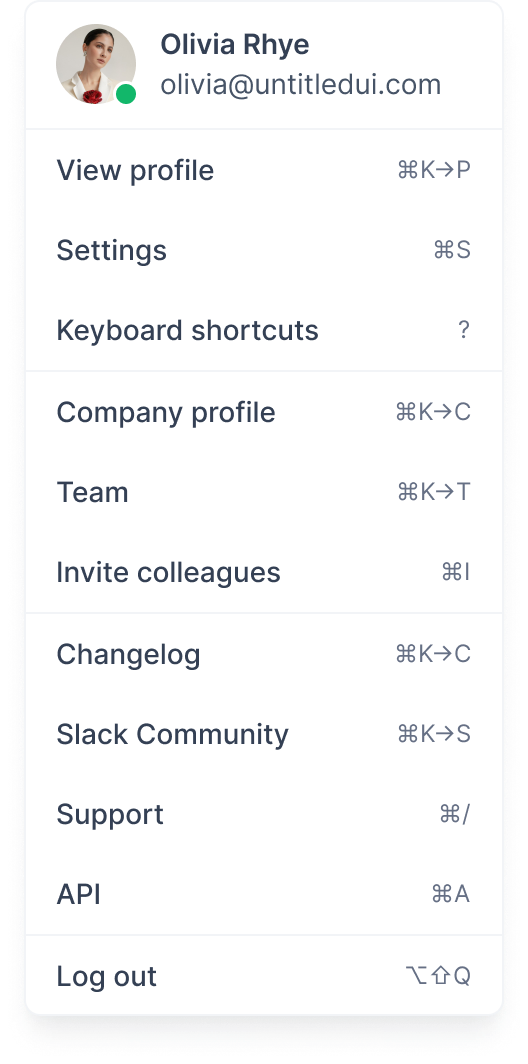 Olivia Rhye
olivia@untitledui.com
View profile ⌘K→P
Settings ⌘S
Keyboard shortcuts ?
Company profile ⌘K→C
Team ⌘K→T
Invite colleagues ⌘I
Changelog ⌘K→C
Slack Community ⌘K→S
Support ⌘/
API ⌘A
Log out ⌥⇧Q